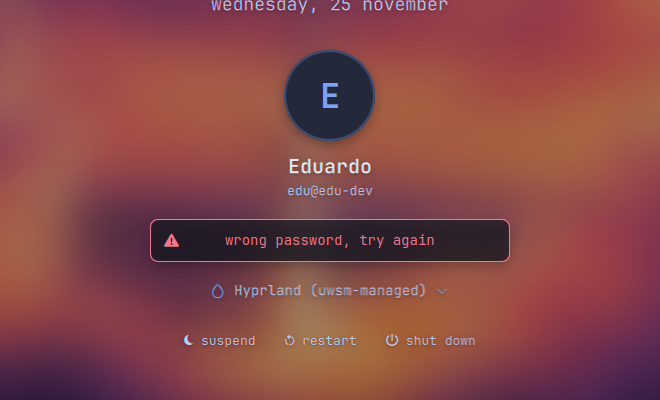 wednesday, 25 november
E
Eduardo
edu@edu-dev
wrong password, try again
Hyprland (uwsm-managed)
suspend restart shut down